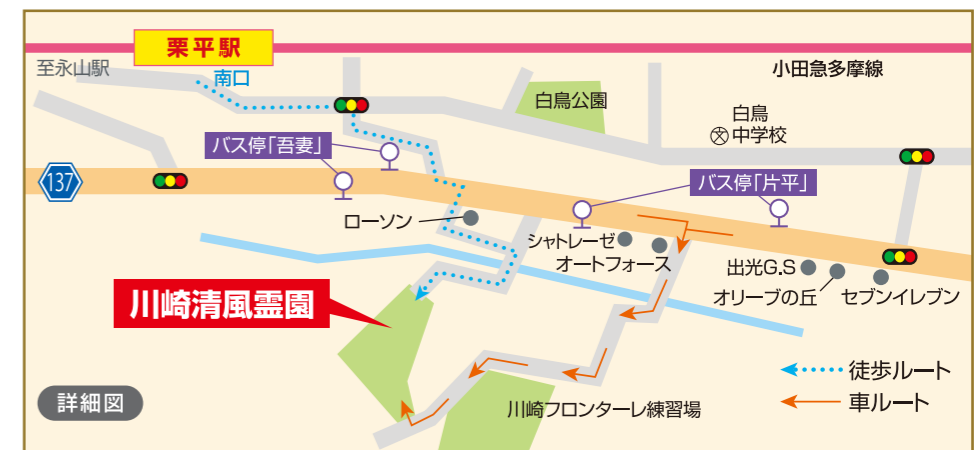 栗平駅
至永山駅
南口
小田急多摩線
白鳥公園
白鳥
文中学校
バス停「吾妻」
137
バス停「片平」
ローソン
シャトレーゼ
オートフォース
出光G.S
オリーブの丘
セブンイレブン
川崎清風霊園
川崎フロンターレ練習場
徒歩ルート
車ルート
詳細図